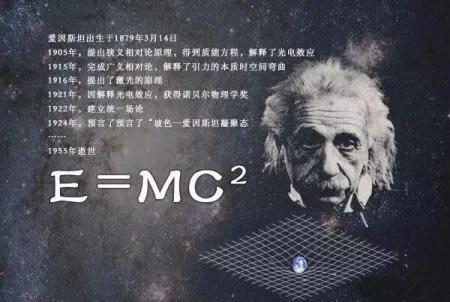 爱因斯坦出生于1879年3月14日
1905年，提出狭义相对论原理，得到质能方程，解释了光电效应
1915年，完成广义相对论，解释了引力的本质时空间弯曲
1916年，提出了激光的原理
1921年，因解释光电效应，获得诺贝尔物理学奖
1922年，建立统一场论
1924年，预言了预言了“玻色—爱因斯坦凝聚态
……
1955年逝世
E=MC²